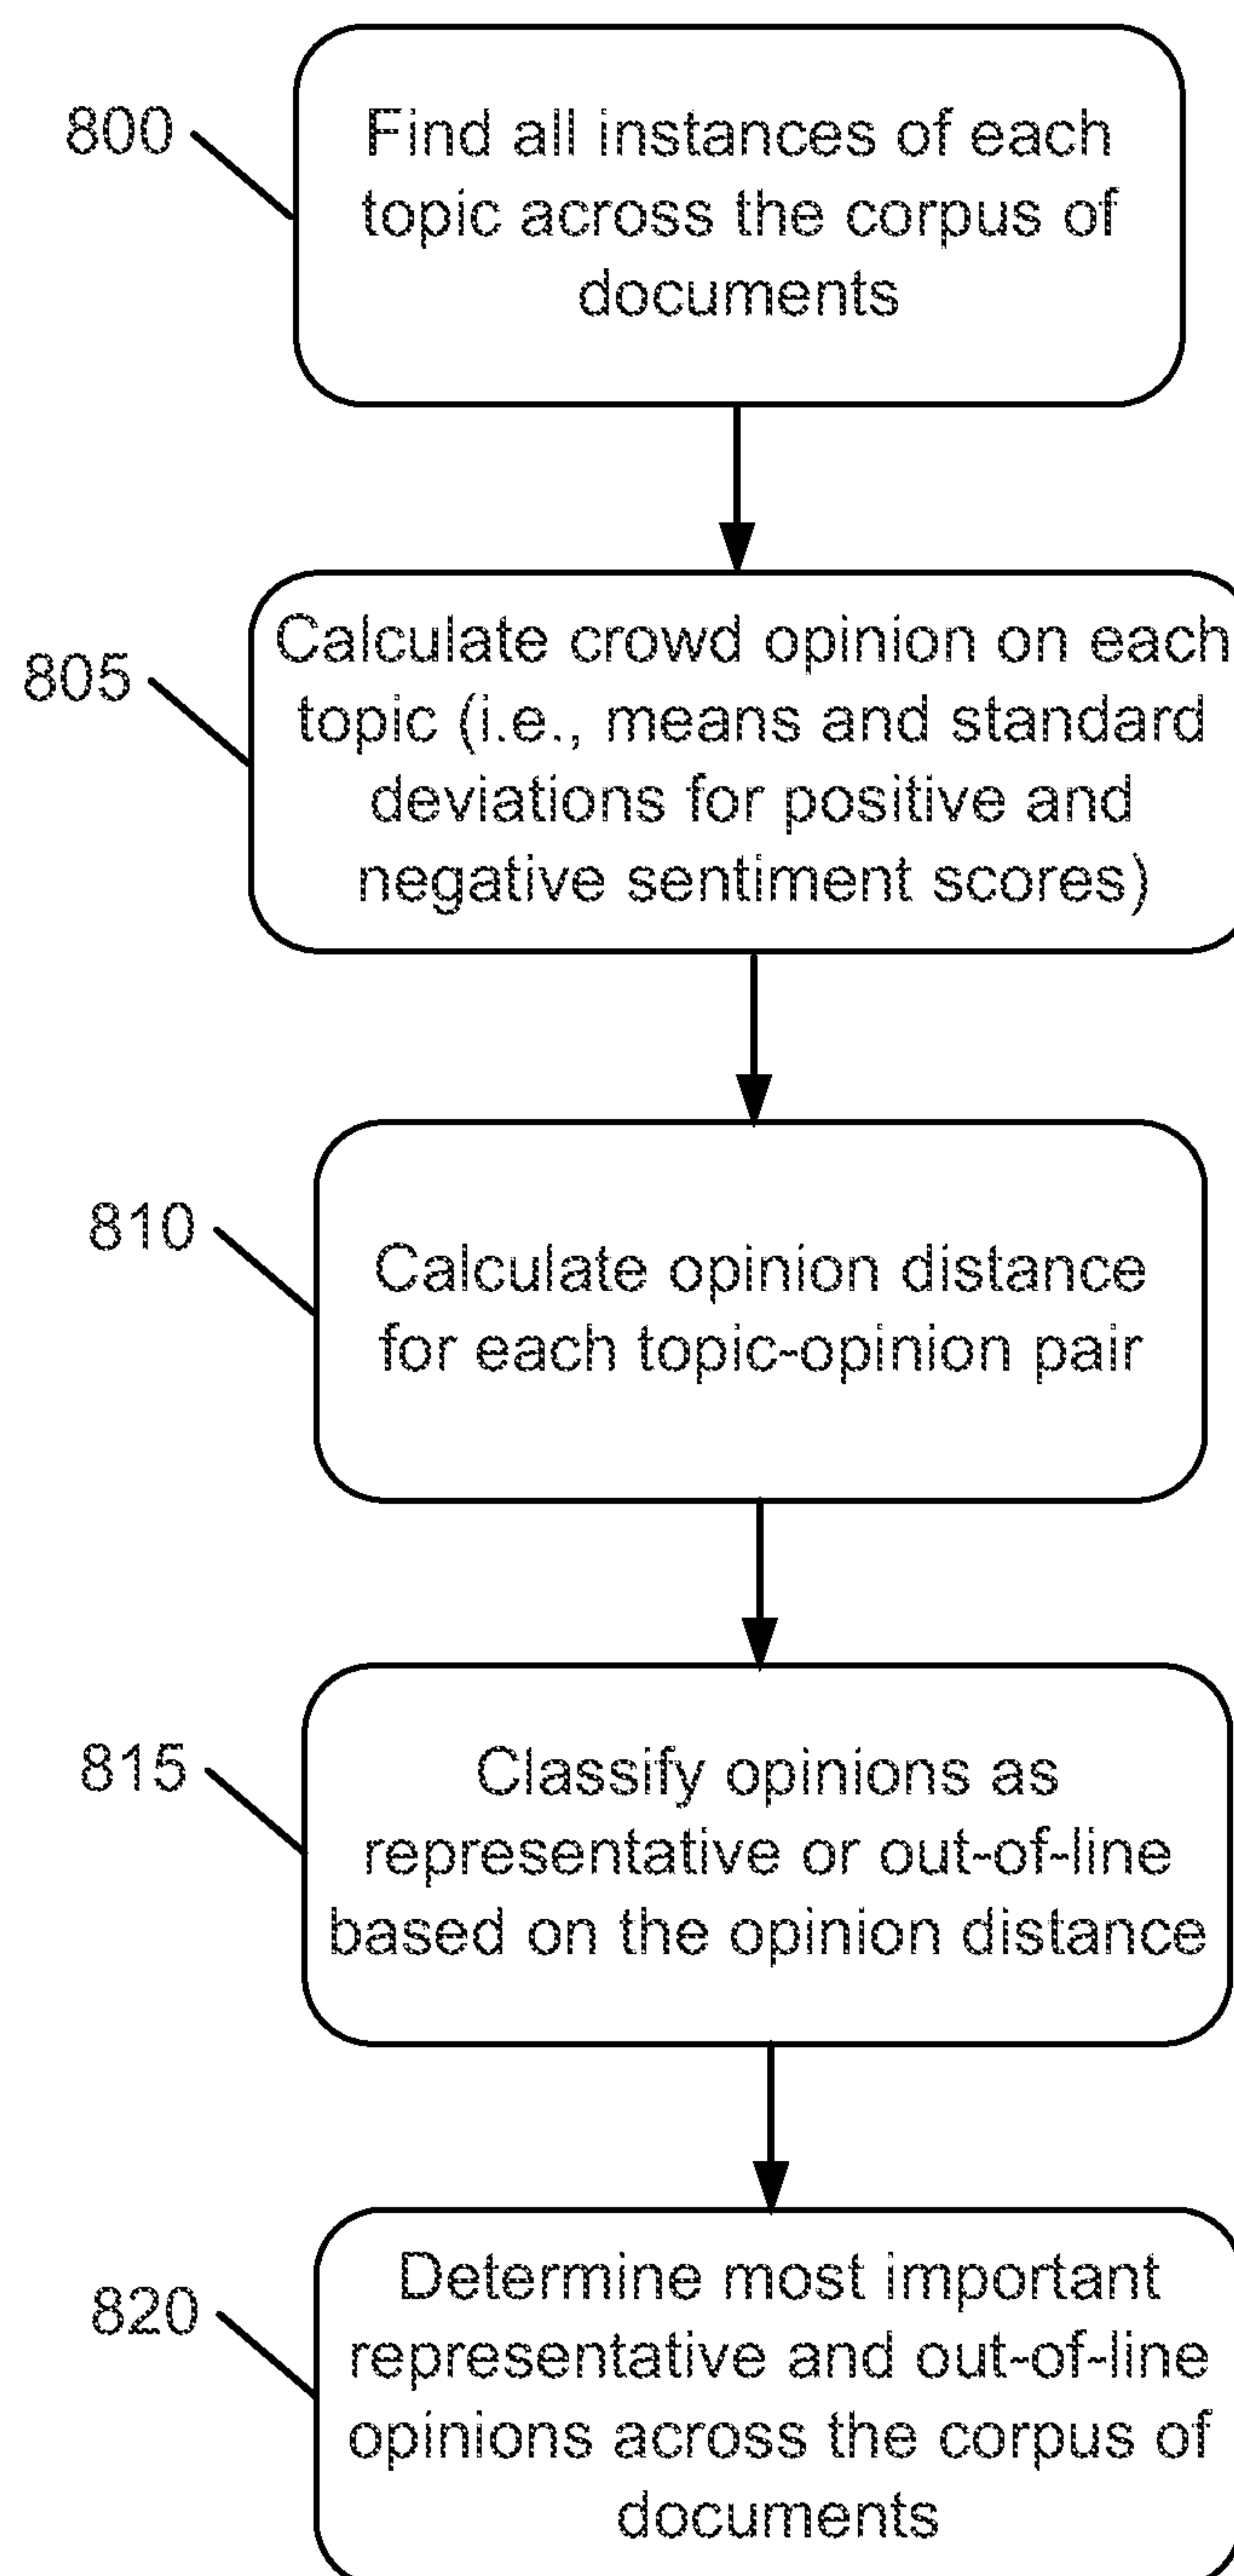 800
Find all instances of each
topic across the corpus of
documents
805
Calculate crowd opinion on each
topic (i.e., means and standard
deviations for positive and
negative sentiment scores)
810
Calculate opinion distance
for each topic-opinion pair
815
Classify opinions as
representative or out-of-line
based on the opinion distance
820
Determine most important
representative and out-of-line
opinions across the corpus of
documents